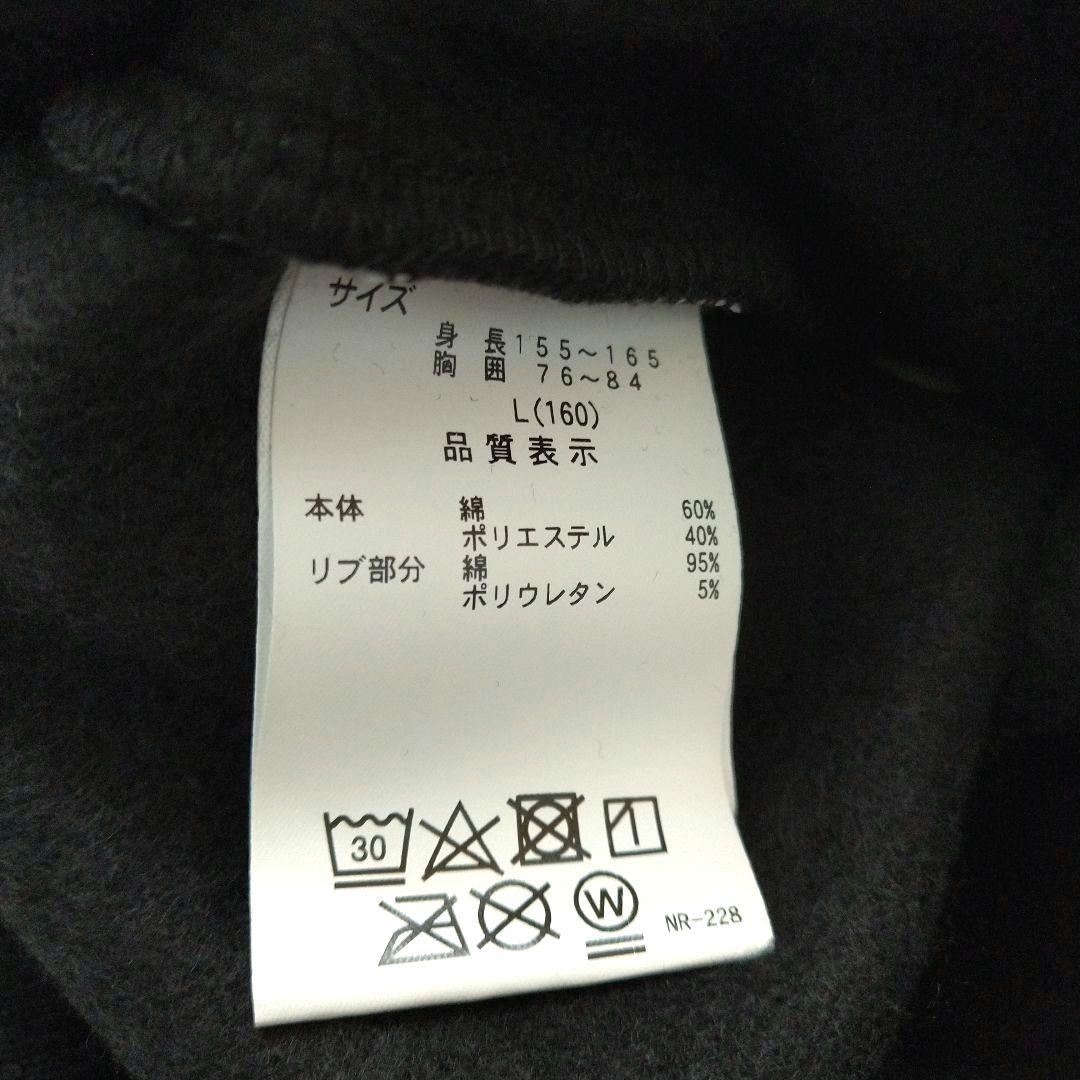 サイズ
身長155～165
胸囲 76～84
L(160)
品質表示
本体 綿 60%
ポリエステル 40%
リブ部分 綿 95%
ポリウレタン 5%
30
W NR-228